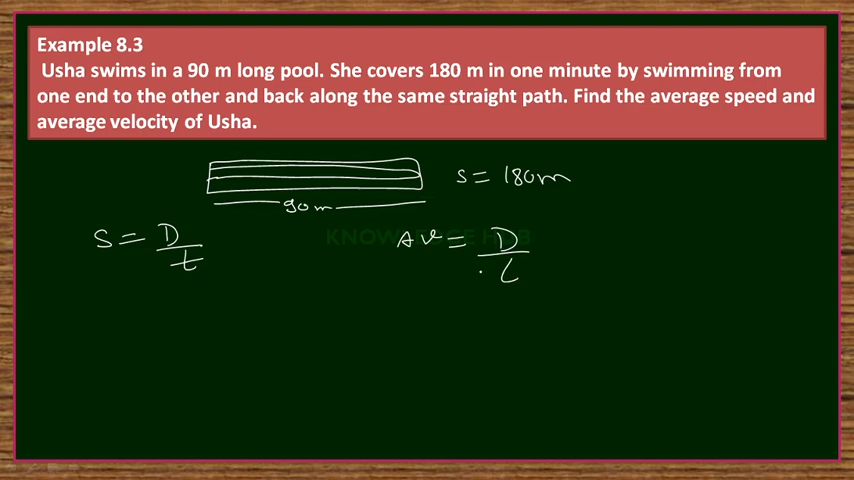 Example 8.3
Usha swims in a 90 m long pool. She covers 180 m in one minute by swimming from
one end to the other and back along the same straight path. Find the average speed and
average velocity of Usha.
s = 180m
90m
S = D
t
KNOWLEDGE HUB
Av = D
t